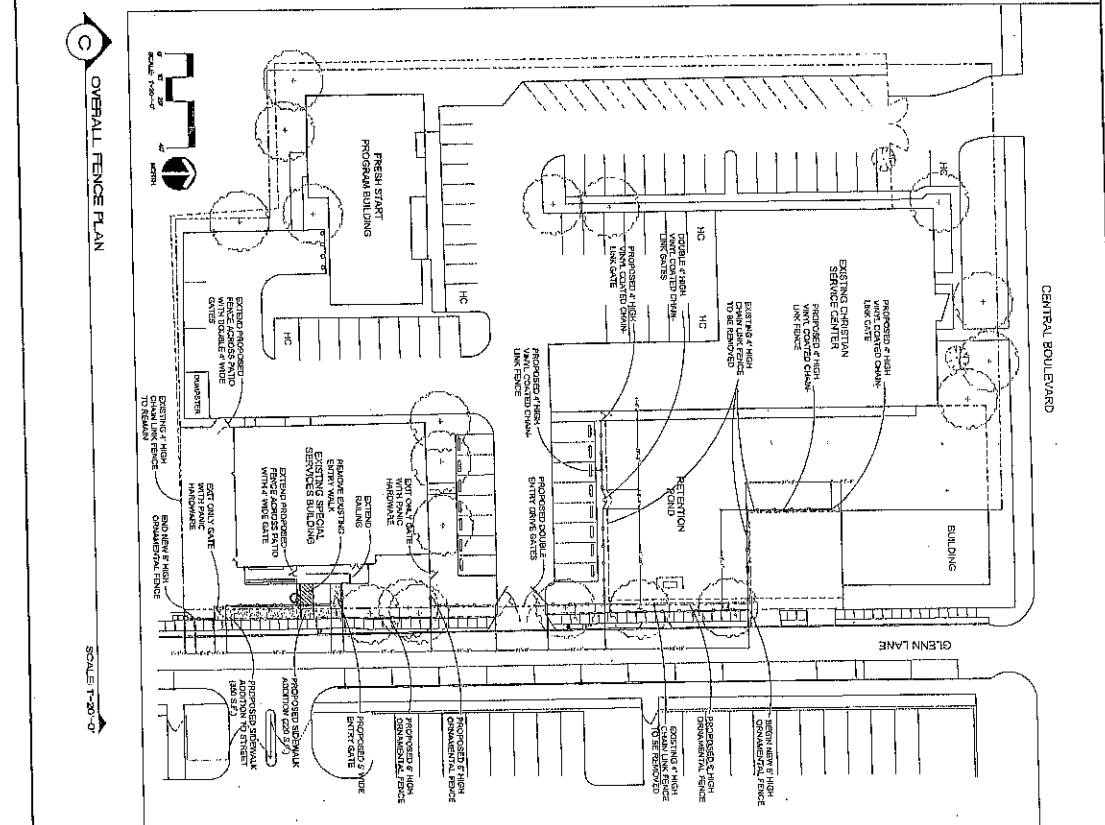 CENTRAL BOULEVARD
GLENN LANE
HC
PROPOSED 4' HIGH
VINYL COATED CHAIN-
LINK GATE
PROPOSED 4' HIGH
VINYL COATED CHAIN-
LINK FENCE
EXISTING CHRISTIAN
SERVICE CENTER
BUILDING
EXISTING 4' HIGH
CHAIN LINK FENCE
TO BE REMOVED
HC
HC
DOUBLE 4' HIGH
VINYL COATED CHAIN-
LINK GATES
PROPOSED 4' HIGH
VINYL COATED CHAIN-
LINK GATE
RETENTION
POND
PROPOSED 4' HIGH
VINYL COATED CHAIN-
LINK FENCE
PROPOSED DOUBLE
ENTRY DRIVE GATES
FRESH START
PROGRAM BUILDING
HC
HC
EXIT ONLY GATE
WITH PANIC
HARDWARE
EXTEND
RAILING
REMOVE EXISTING
ENTRY WALK
EXISTING SPECIAL
SERVICES BUILDING
EXTEND PROPOSED
FENCE ACROSS PATIO
WITH 4' WIDE GATE
EXTEND PROPOSED
FENCE ACROSS PATIO
WITH DOUBLE 4' WIDE
GATES
DUMPSTER
EXISTING 4' HIGH
CHAIN LINK FENCE
TO REMAIN
EXIT ONLY GATE
WITH PANIC
HARDWARE
END NEW 6' HIGH
ORNAMENTAL FENCE
BEGIN NEW 6' HIGH
ORNAMENTAL FENCE
PROPOSED 6' HIGH
ORNAMENTAL FENCE
EXISTING 4' HIGH
CHAIN LINK FENCE
TO BE REMOVED
PROPOSED 6' HIGH
ORNAMENTAL FENCE
PROPOSED 6' HIGH
ORNAMENTAL FENCE
PROPOSED 5' WIDE
ENTRY GATE
PROPOSED SIDEWALK
ADDITION (220 S.F.)
PROPOSED SIDEWALK
ADDITION TO STREET
(350 S.F.)
SCALE: 1"=20'-0"
NORTH
C
OVERALL FENCE PLAN
SCALE: 1"=20'-0"